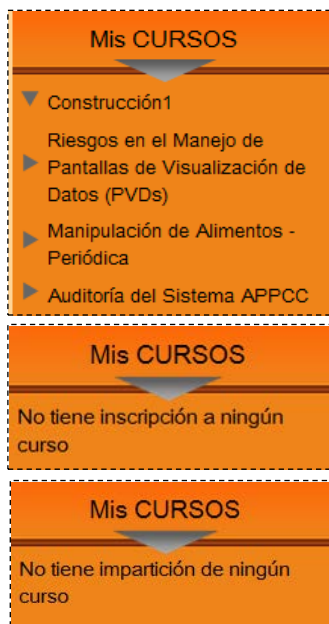 Mis CURSOS
Construcción1
Riesgos en el Manejo de
Pantallas de Visualización de
Datos (PVDs)
Manipulación de Alimentos -
Periódica
Auditoría del Sistema APPCC
Mis CURSOS
No tiene inscripción a ningún
curso
Mis CURSOS
No tiene impartición de ningún
curso